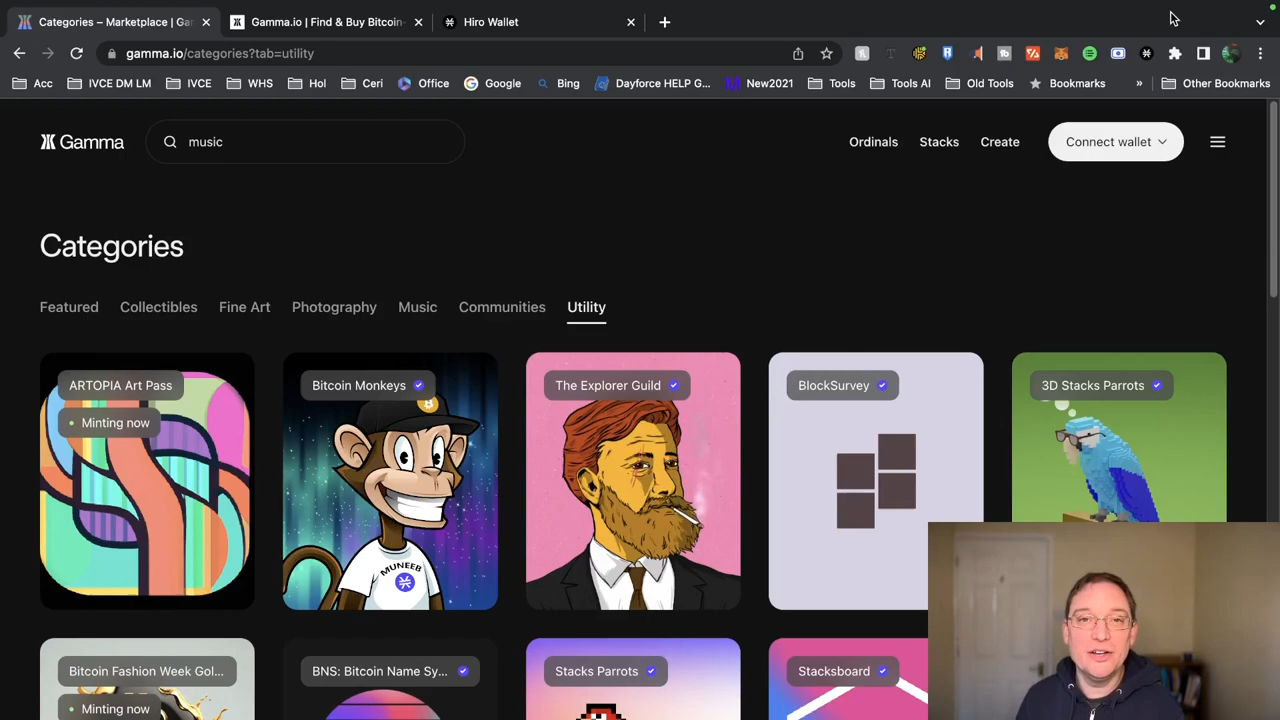 Categories – Marketplace | Gar
Gamma.io | Find & Buy Bitcoin-
Hiro Wallet
gamma.io/categories?tab=utility
Acc
IVCE DM LM
IVCE
WHS
Hol
Ceri
Office
Google
Bing
Dayforce HELP G...
New2021
Tools
Tools AI
Old Tools
Bookmarks
»
Other Bookmarks
Gamma
music
Ordinals
Stacks
Create
Connect wallet
Categories
Featured
Collectibles
Fine Art
Photography
Music
Communities
Utility
ARTOPIA Art Pass
Minting now
Bitcoin Monkeys
MUNEEB
The Explorer Guild
BlockSurvey
3D Stacks Parrots
Bitcoin Fashion Week Gol...
Minting now
BNS: Bitcoin Name Sy...
Stacks Parrots
Stacksboard